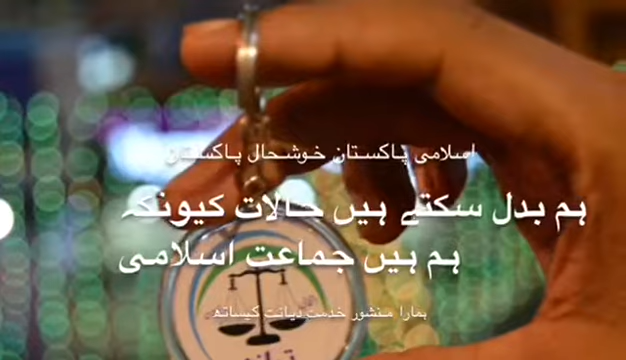 اسلامی پاکستان خوشحال پاکستان
ہم بدل سکتے ہیں حالات کیونکہ
ہم ہیں جماعت اسلامی
ہمارا منشور خدمت دیانت کیساتھ
ترازو